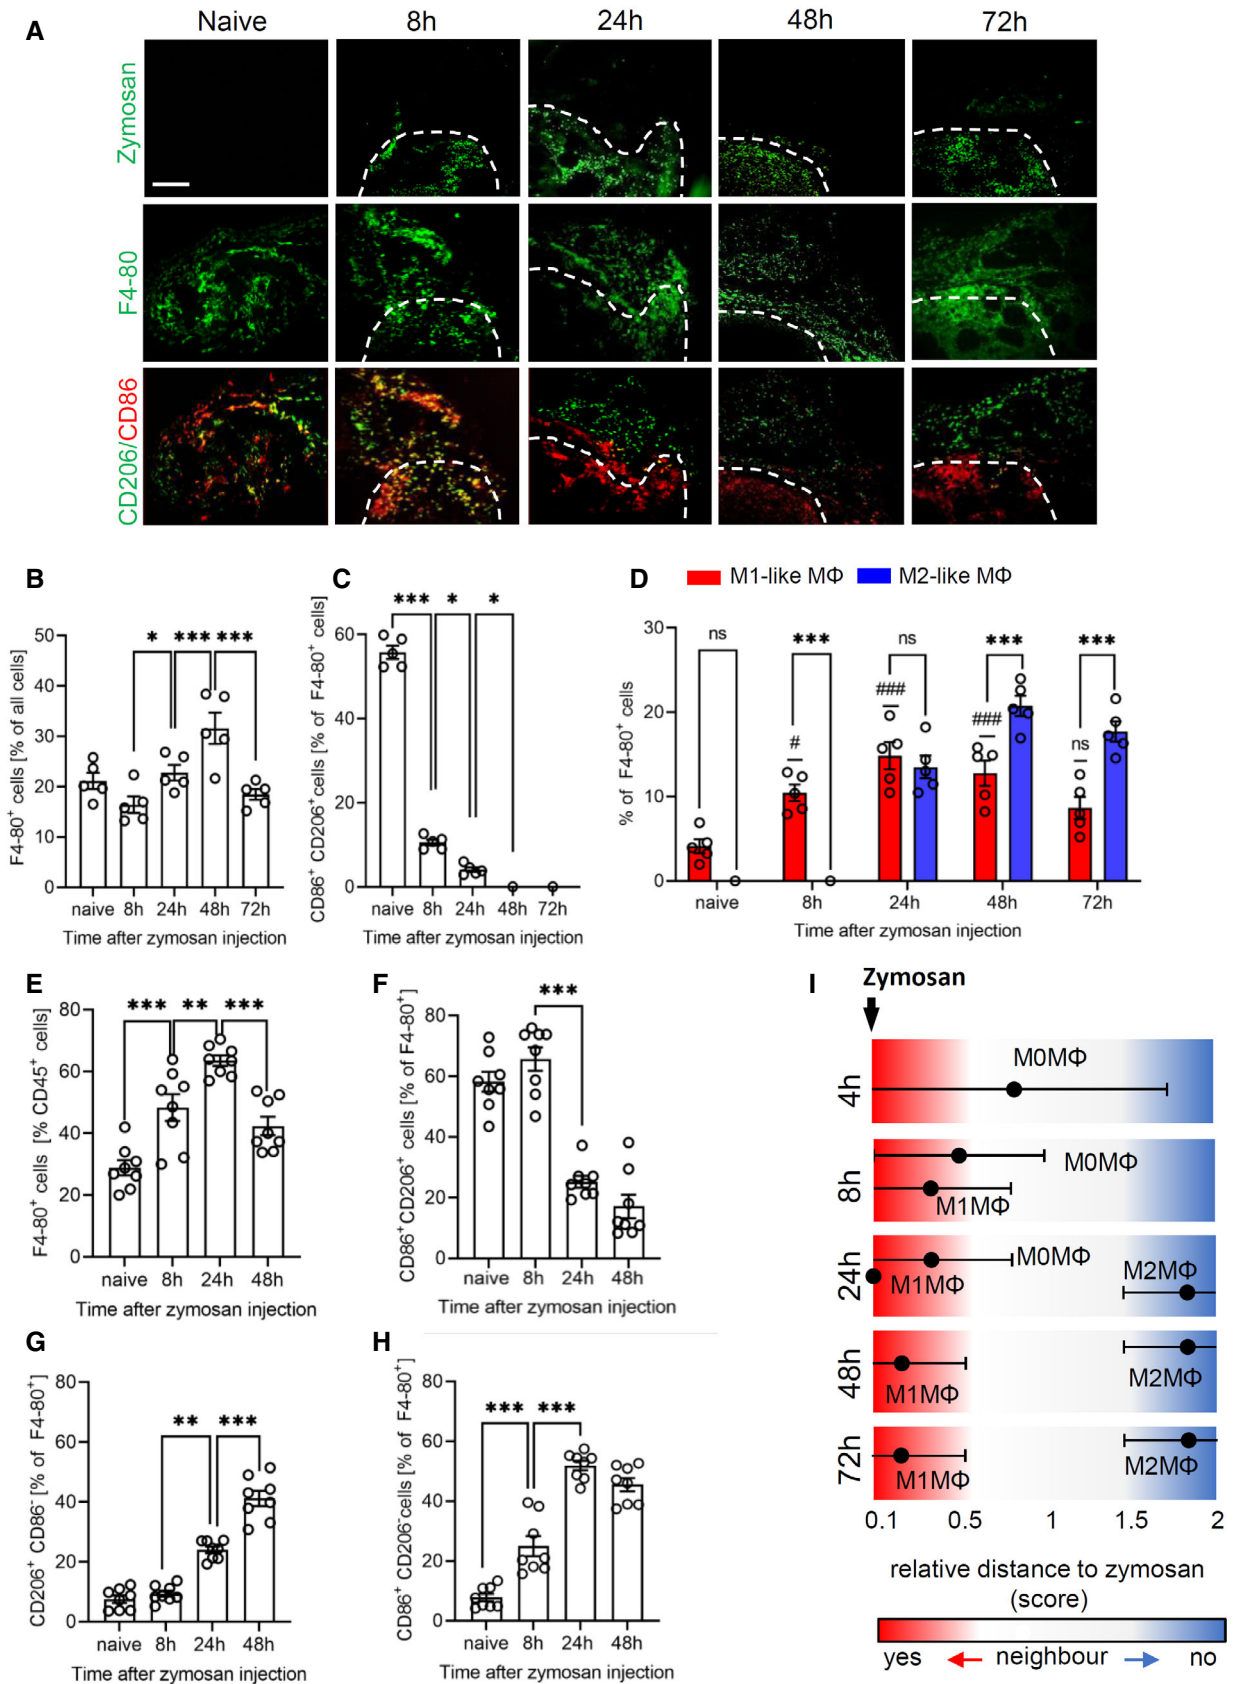 A
Naive 8h 24h 48h 72h
Zymosan
F4-80
CD206/CD86
B
F4-80⁺ cells [% of all cells]
50
40
30
20
10
0
* *** ***
naive 8h 24h 48h 72h
Time after zymosan injection
C
CD86⁺ CD206⁺cells [% of F4-80⁺ cells]
60
40
20
0
*** * *
naive 8h 24h 48h 72h
Time after zymosan injection
D
M1-like MΦ M2-like MΦ
% of F4-80⁺ cells
30
20
10
0
ns *** ns *** ***
# ### ### ns
naive 8h 24h 48h 72h
Time after zymosan injection
E
F4-80⁺ cells [% CD45⁺ cells]
80
60
40
20
0
*** ** ***
naive 8h 24h 48h
Time after zymosan injection
F
CD86⁺CD206⁺ cells [% of F4-80⁺]
80
60
40
20
0
***
naive 8h 24h 48h
Time after zymosan injection
G
CD206⁺ CD86⁻ [% of F4-80⁺]
80
60
40
20
0
** ***
naive 8h 24h 48h
Time after zymosan injection
H
CD86⁺ CD206⁻cells [% of F4-80⁺]
80
60
40
20
0
*** ***
naive 8h 24h 48h
Time after zymosan injection
I
Zymosan
4h
M0MΦ
8h
M0MΦ
M1MΦ
24h
M0MΦ
M1MΦ
M2MΦ
48h
M1MΦ
M2MΦ
72h
M1MΦ
M2MΦ
0.1 0.5 1 1.5 2
relative distance to zymosan
(score)
yes neighbour no